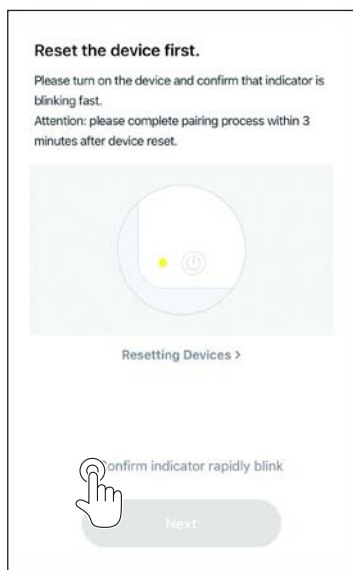 Reset the device first.
Please turn on the device and confirm that indicator is
blinking fast.
Attention: please complete pairing process within 3
minutes after device reset.
Resetting Devices >
Confirm indicator rapidly blink
Next